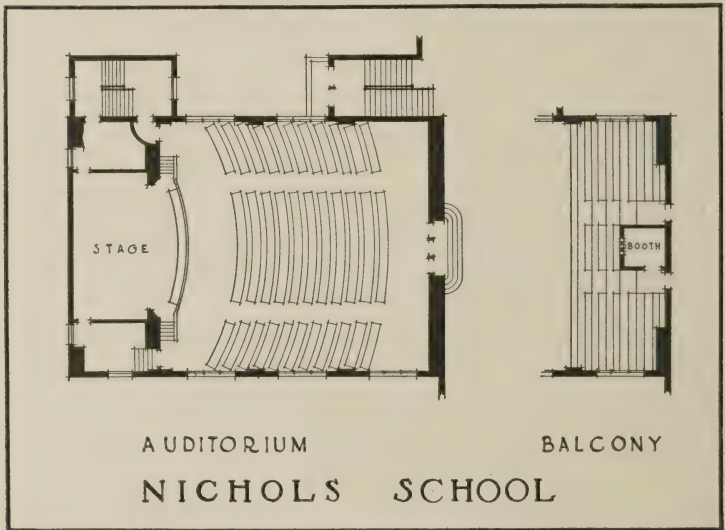 STAGE
BOOTH
AUDITORIUM
BALCONY
NICHOLS SCHOOL